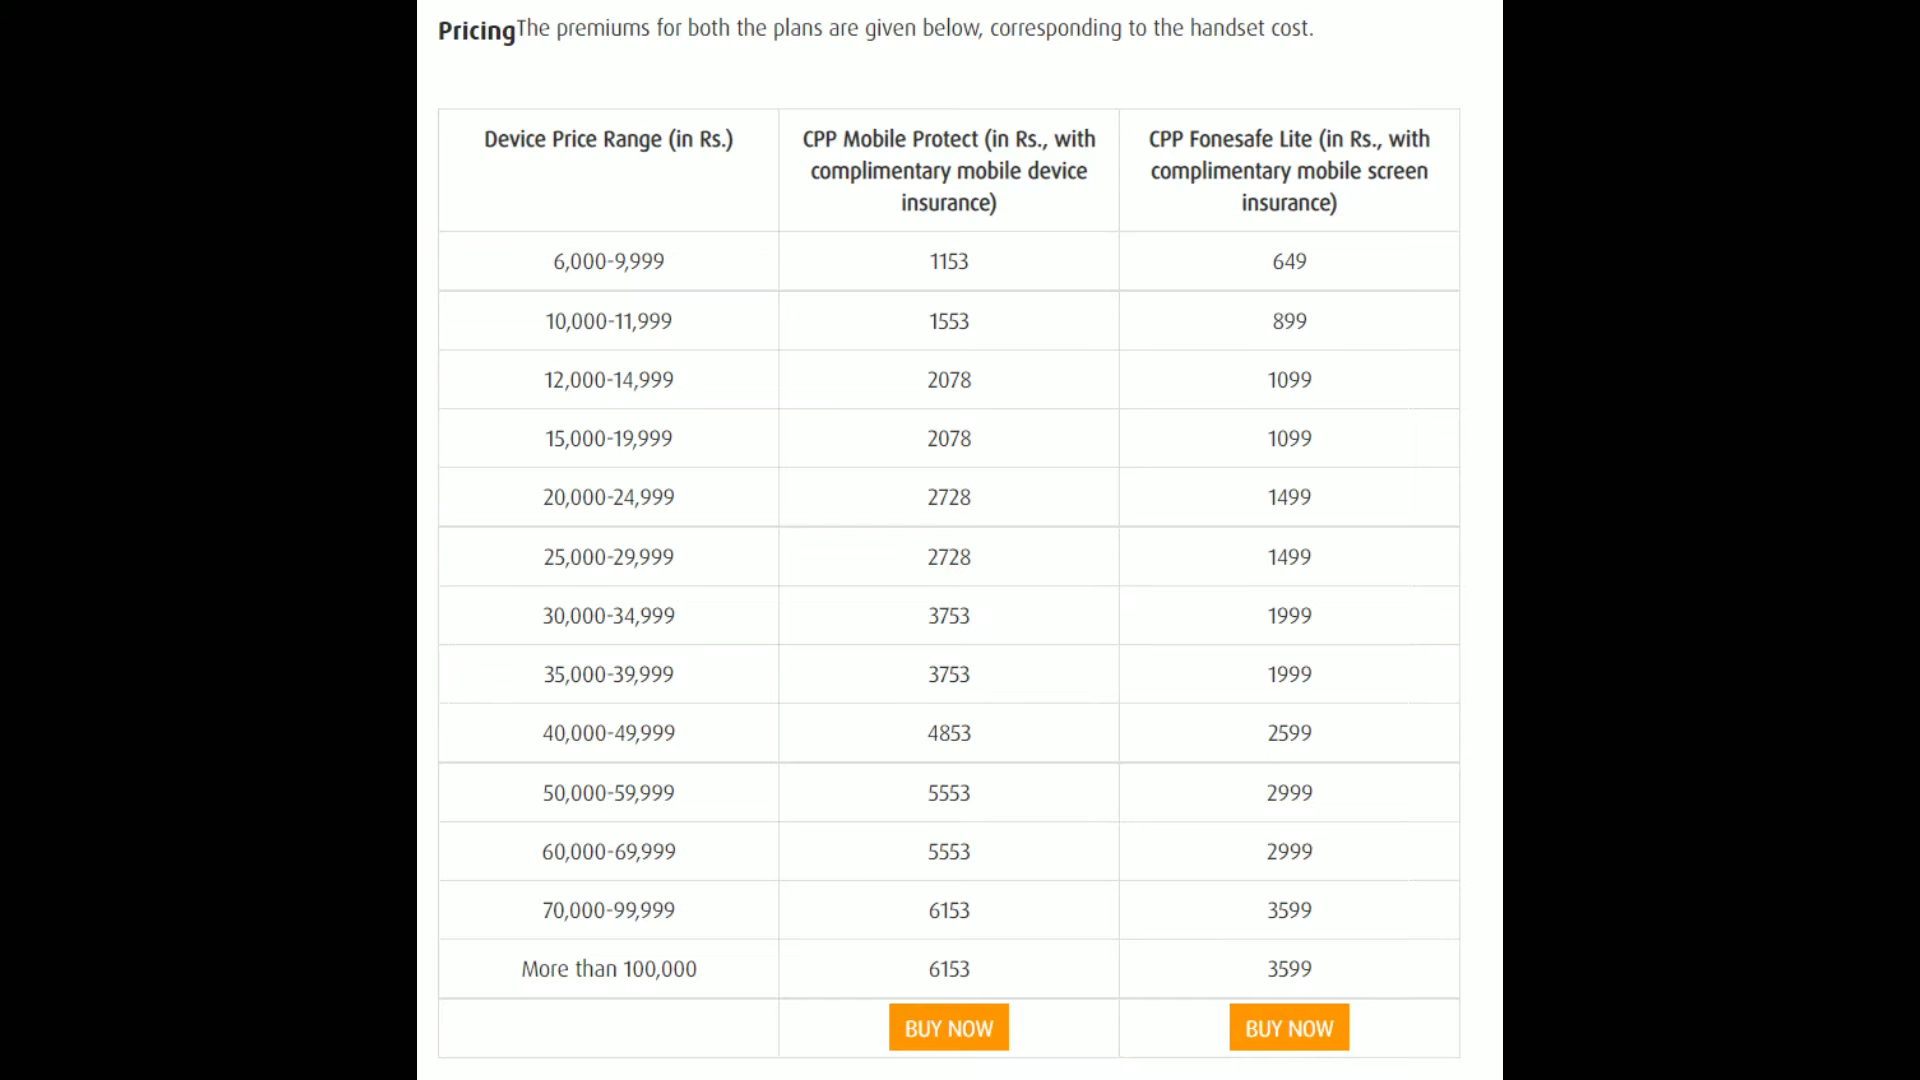 Pricing The premiums for both the plans are given below, corresponding to the handset cost.
Device Price Range (in Rs.) CPP Mobile Protect (in Rs., with complimentary mobile device insurance) CPP Fonesafe Lite (in Rs., with complimentary mobile screen insurance)
6,000-9,999 1153 649
10,000-11,999 1553 899
12,000-14,999 2078 1099
15,000-19,999 2078 1099
20,000-24,999 2728 1499
25,000-29,999 2728 1499
30,000-34,999 3753 1999
35,000-39,999 3753 1999
40,000-49,999 4853 2599
50,000-59,999 5553 2999
60,000-69,999 5553 2999
70,000-99,999 6153 3599
More than 100,000 6153 3599
BUY NOW BUY NOW